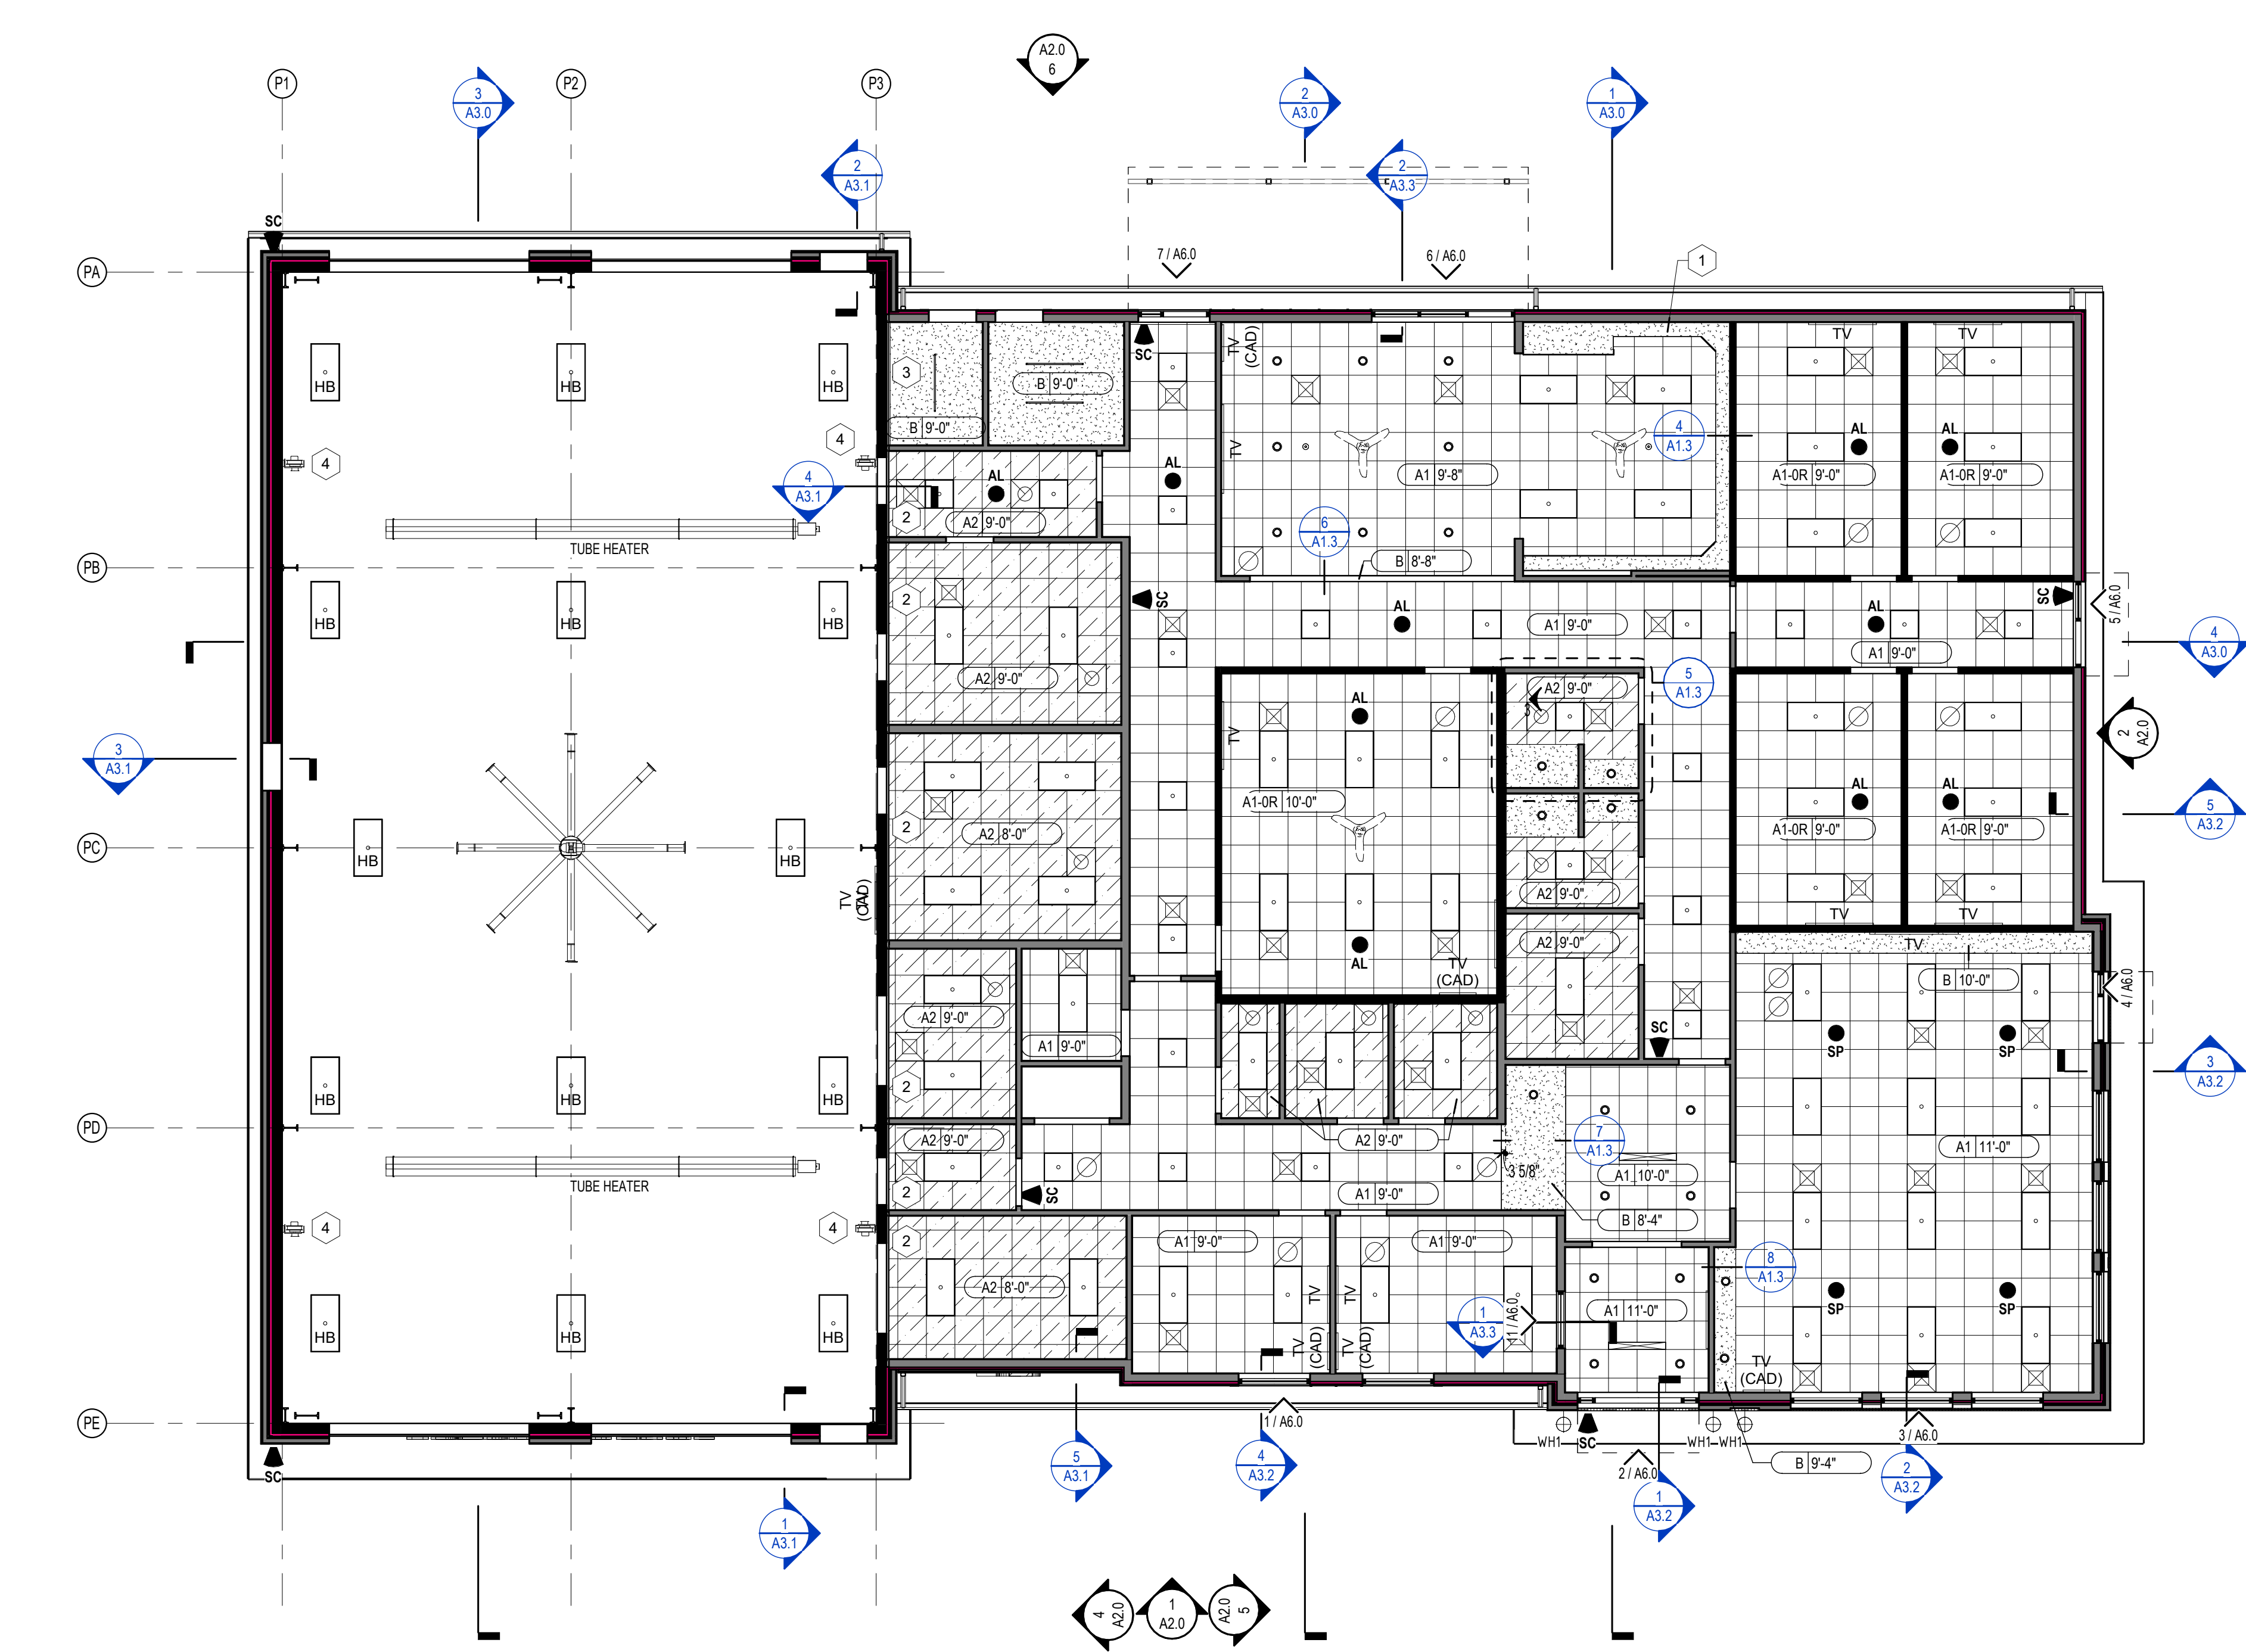 A2.0
6
P1
P2
P3
3
A3.0
2
A3.0
1
A3.0
2
A3.1
2
A3.3
SC
7 / A6.0
6 / A6.0
1
PA
SC
TV
(CAD)
TV
TV
HB
HB
HB
3
B 9'-0"
B 9'-0"
4
4
4
A1.3
AL
AL
TV
AL
AL
A1 9'-8"
A1-0R 9'-0"
A1-0R 9'-0"
4
A3.1
2
A2 9'-0"
6
A1.3
TUBE HEATER
B 8'-8"
PB
HB
HB
HB
2
SC
AL
A1 9'-0"
AL
SC
5 / A6.0
A1 9'-0"
4
A3.0
A2 9'-0"
A2 9'-0"
5
A1.3
AL
TV
2
A2.0
3
A3.1
AL
AL
A1-0R 10'-0"
A1-0R 9'-0"
A1-0R 9'-0"
5
A3.2
2
A2 8'-0"
PC
HB
HB
TV
TV
(CAD)
A2 9'-0"
TV
TV
A2 9'-0"
TV
AL
TV
(CAD)
B 10'-0"
4 / A6.0
A2 9'-0"
A1 9'-0"
SC
SP
SP
3
A3.2
HB
HB
HB
2
PD
A2 9'-0"
A2 9'-0"
7
A1.3
A1 11'-0"
3 5/8"
A1 10'-0"
TUBE HEATER
2
SC
A1 9'-0"
B 8'-4"
4
4
2
A1 9'-0"
A1 9'-0"
8
A1.3
A2 8'-0"
TV
TV
A1 11'-0"
SP
SP
1
A3.3
11 / A6.0
HB
HB
HB
TV
(CAD)
TV
(CAD)
TV
(CAD)
PE
1 / A6.0
WH1
SC
WH1
WH1
3 / A6.0
SC
5
A3.1
4
A3.2
2 / A6.0
B 9'-4"
2
A3.2
1
A3.2
1
A3.1
4
A2.0
1
A2.0
A2.0
5